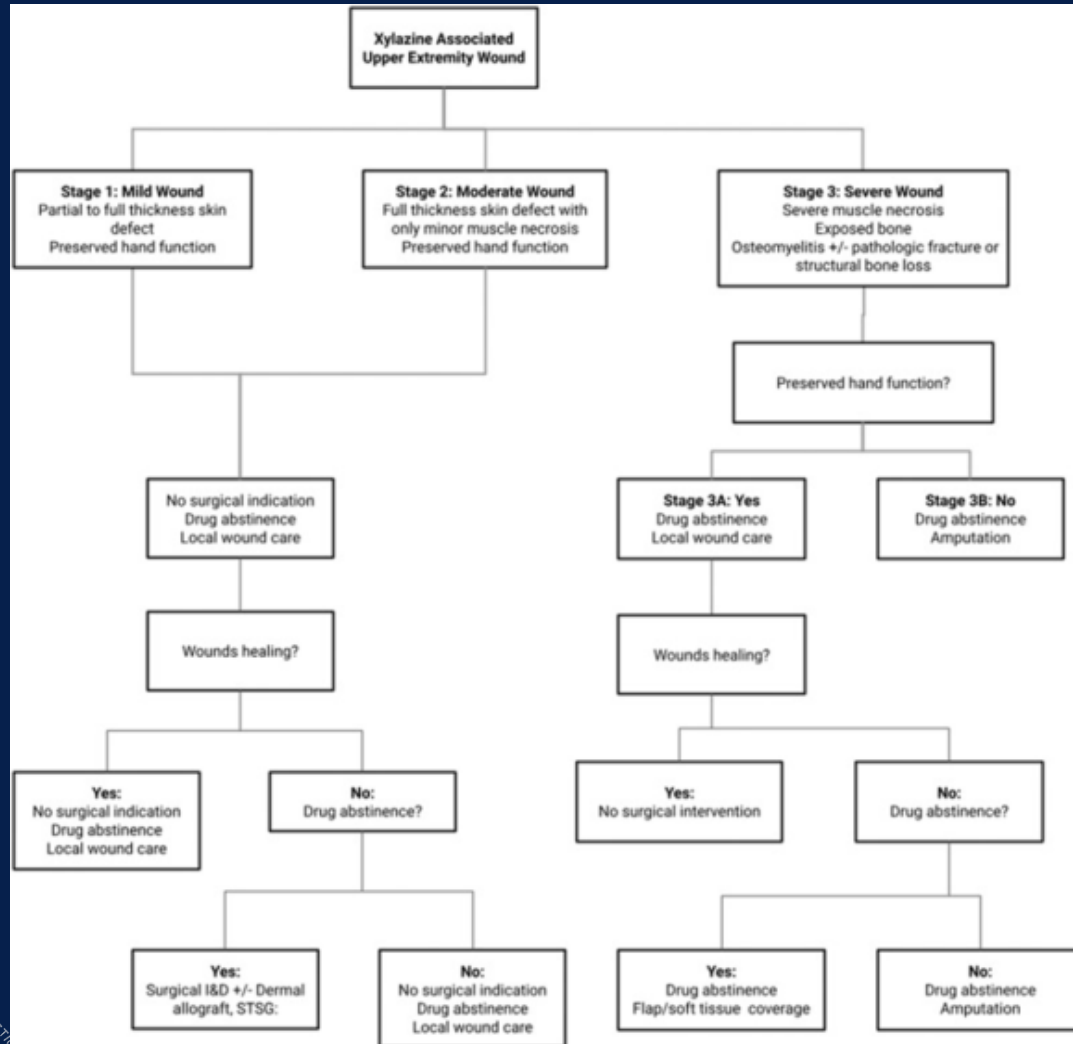 Xylazine Associated
Upper Extremity Wound
Stage 1: Mild Wound
Partial to full thickness skin
defect
Preserved hand function
Stage 2: Moderate Wound
Full thickness skin defect with
only minor muscle necrosis
Preserved hand function
Stage 3: Severe Wound
Severe muscle necrosis
Exposed bone
Osteomyelitis +/- pathologic fracture or
structural bone loss
Preserved hand function?
No surgical indication
Drug abstinence
Local wound care
Stage 3A: Yes
Drug abstinence
Local wound care
Stage 3B: No
Drug abstinence
Amputation
Wounds healing?
Wounds healing?
Yes:
No surgical indication
Drug abstinence
Local wound care
No:
Drug abstinence?
Yes:
No surgical intervention
No:
Drug abstinence?
Yes:
Surgical I&D +/- Dermal
allograft, STSG:
No:
No surgical indication
Drug abstinence
Local wound care
Yes:
Drug abstinence
Flap/soft tissue coverage
No:
Drug abstinence
Amputation